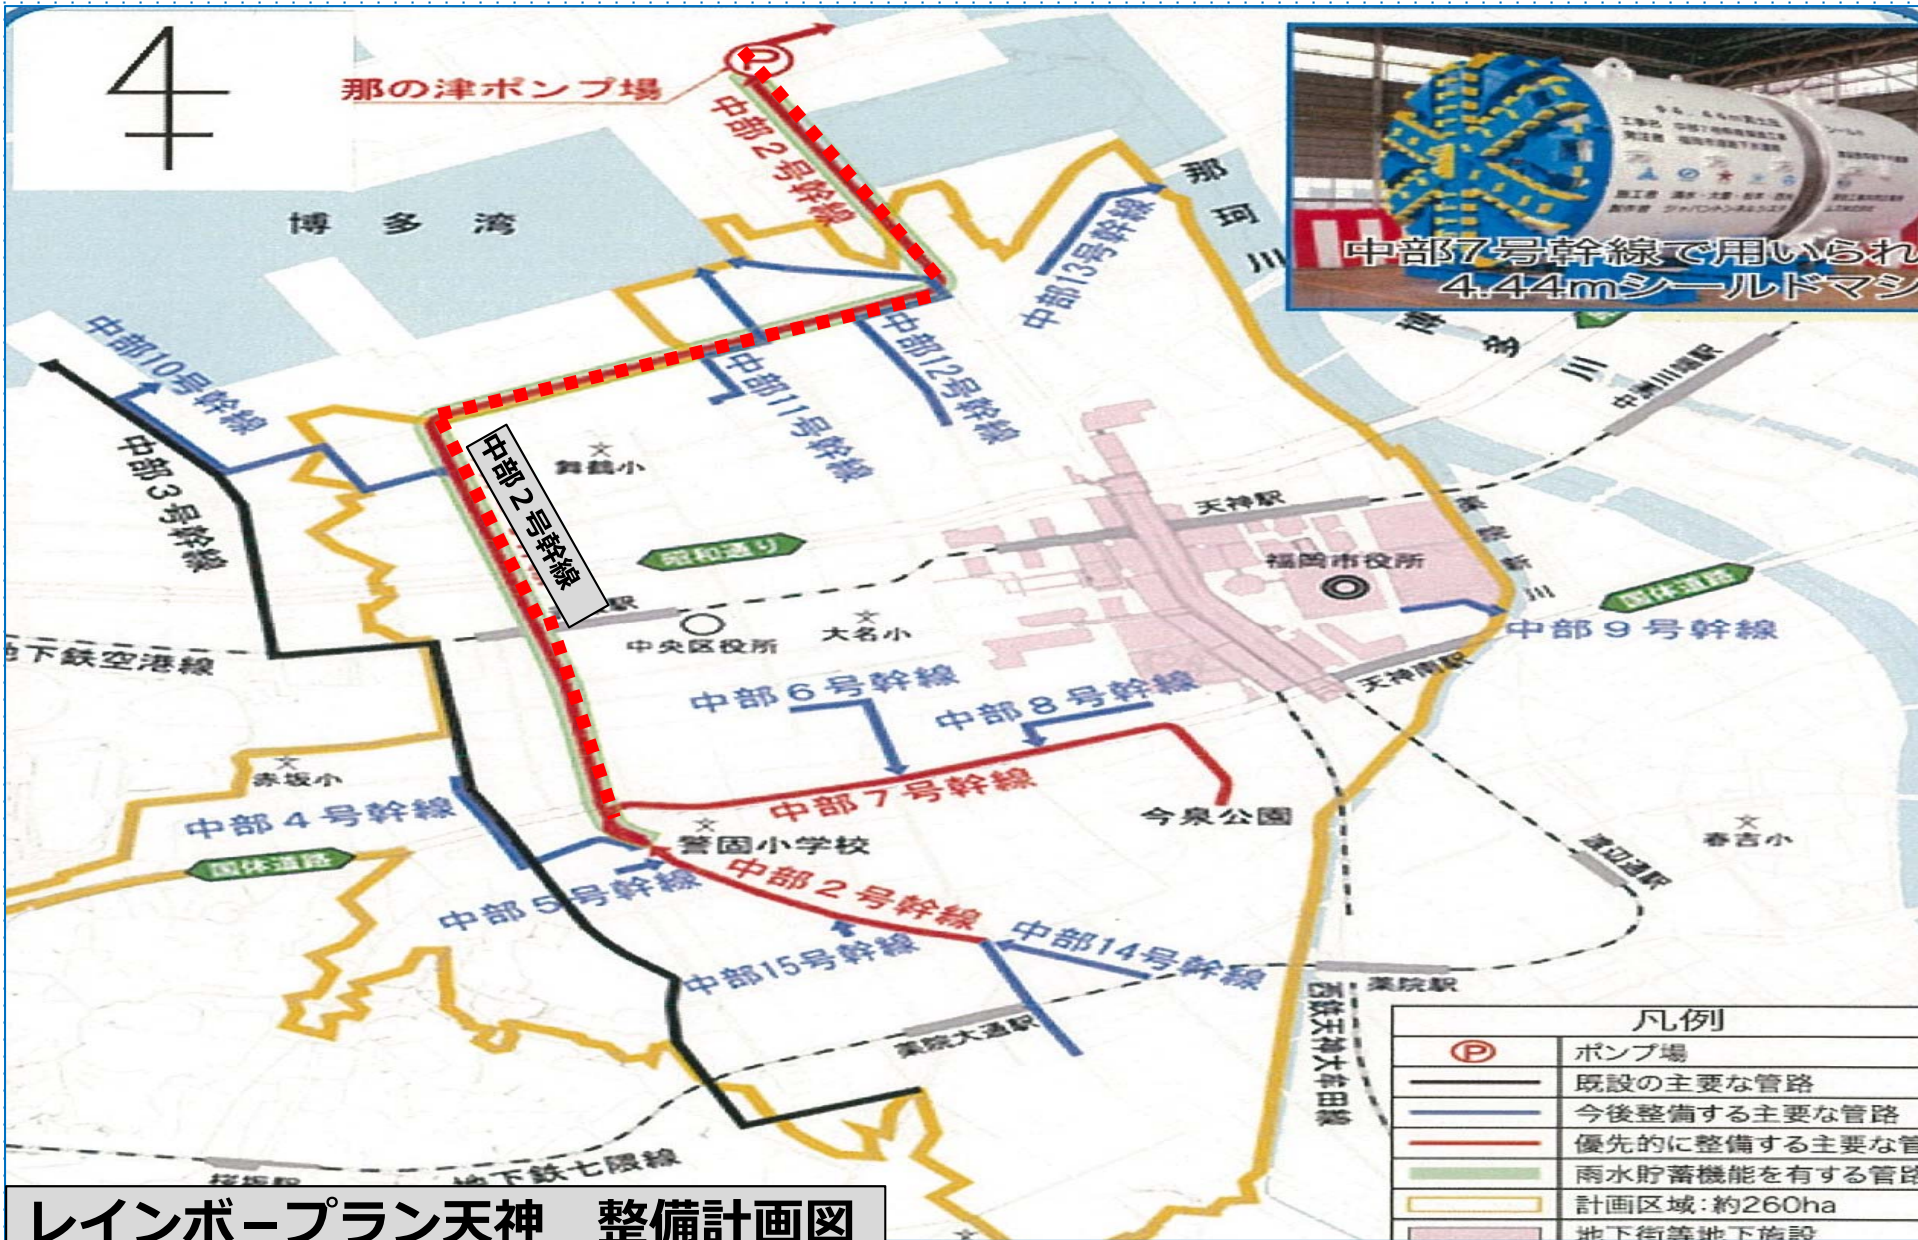 那の津ポンプ場
中部2号幹線
博多湾
那珂川
中部13号幹線
中部7号幹線で用いられ
4.44mシールドマシ
博多川
中洲川端駅
中部10号幹線
中部11号幹線
中部12号幹線
中部3号幹線
中部２号幹線
舞鶴小
天神駅
昭和通り
福岡市役所
薬院新川
国体道路
中部９号幹線
天神南駅
駅
中央区役所
大名小
地下鉄空港線
中部６号幹線
中部８号幹線
赤坂小
中部４号幹線
中部７号幹線
今泉公園
警固小学校
国体道路
春吉小
渡辺通駅
中部５号幹線
中部２号幹線
中部15号幹線
中部14号幹線
薬院駅
薬院大通駅
西鉄天神大牟田線
地下鉄七隈線
桜坂駅
凡例
P ポンプ場
既設の主要な管路
今後整備する主要な管路
優先的に整備する主要な管
雨水貯蓄機能を有する管路
計画区域：約260ha
地下街等地下施設
レインボープラン天神　整備計画図